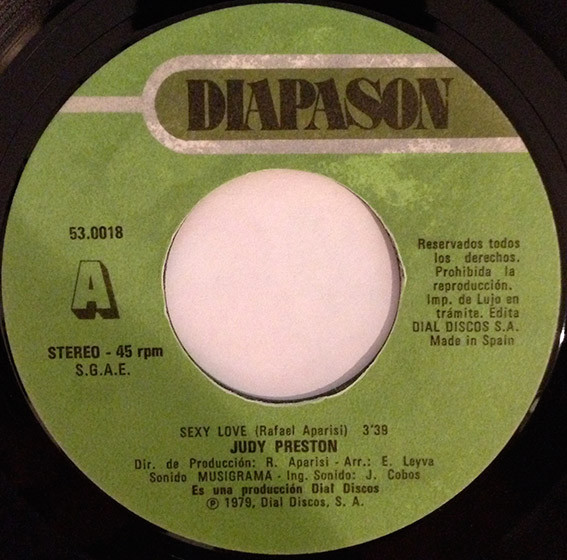 DIAPASON
53.0018
A
STEREO - 45 rpm
S.G.A.E.
Reservados todos
los derechos.
Prohibida la
reproducción.
Imp. de Lujo en
trámite. Edita
DIAL DISCOS S.A.
Made in Spain
SEXY LOVE (Rafael Aparisi) 3'39
JUDY PRESTON
Dir. de Producción: R. Aparisi - Arr.: E. Leyva
Sonido MUSIGRAMA - Ing. Sonido: J. Cobos
Es una producción Dial Discos
Ⓟ 1979, Dial Discos, S. A.